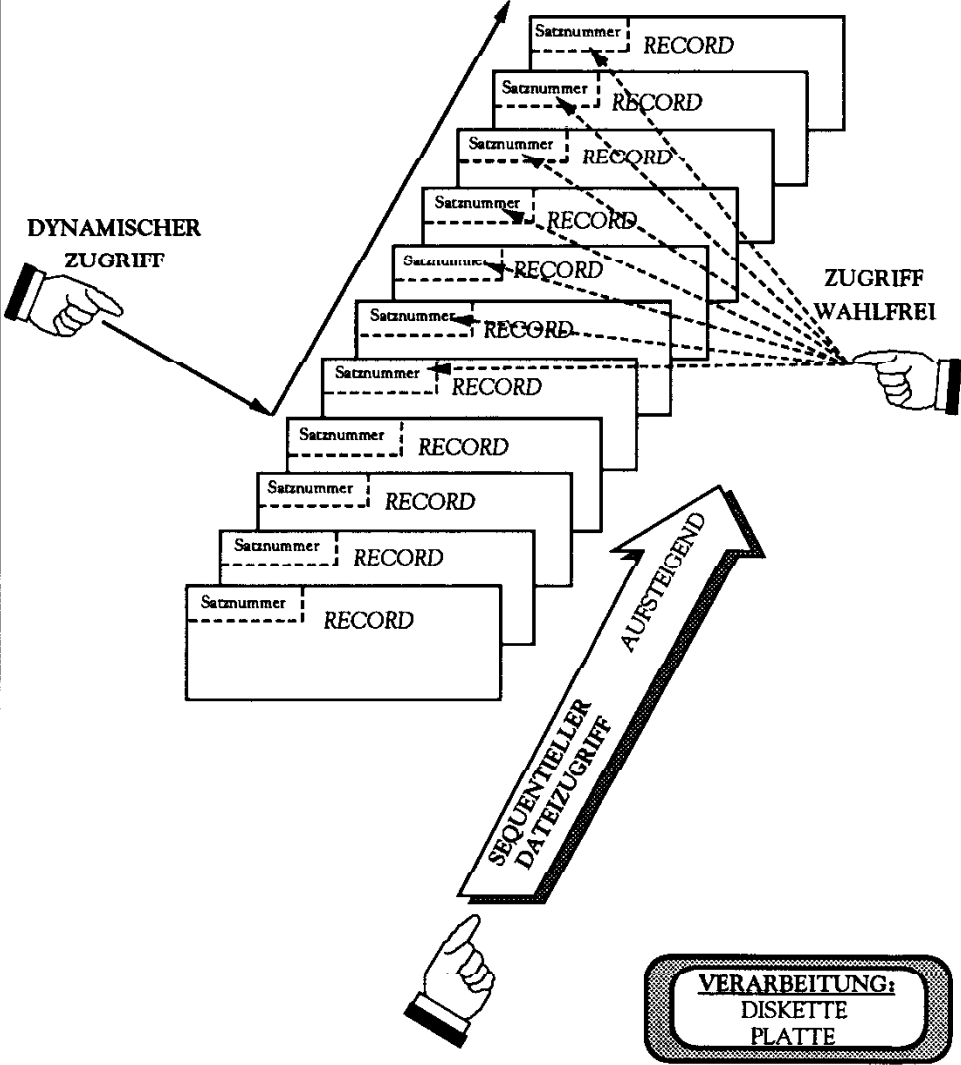 Satznummer RECORD
Satznummer RECORD
Satznummer RECORD
Satznummer RECORD
Satznummer RECORD
Satznummer RECORD
Satznummer RECORD
Satznummer RECORD
Satznummer RECORD
Satznummer RECORD
Satznummer RECORD
DYNAMISCHER
ZUGRIFF
ZUGRIFF
WAHLFREI
AUFSTEIGEND
SEQUENTIELLER
DATEIZUGRIFF
VERARBEITUNG:
DISKETTE
PLATTE